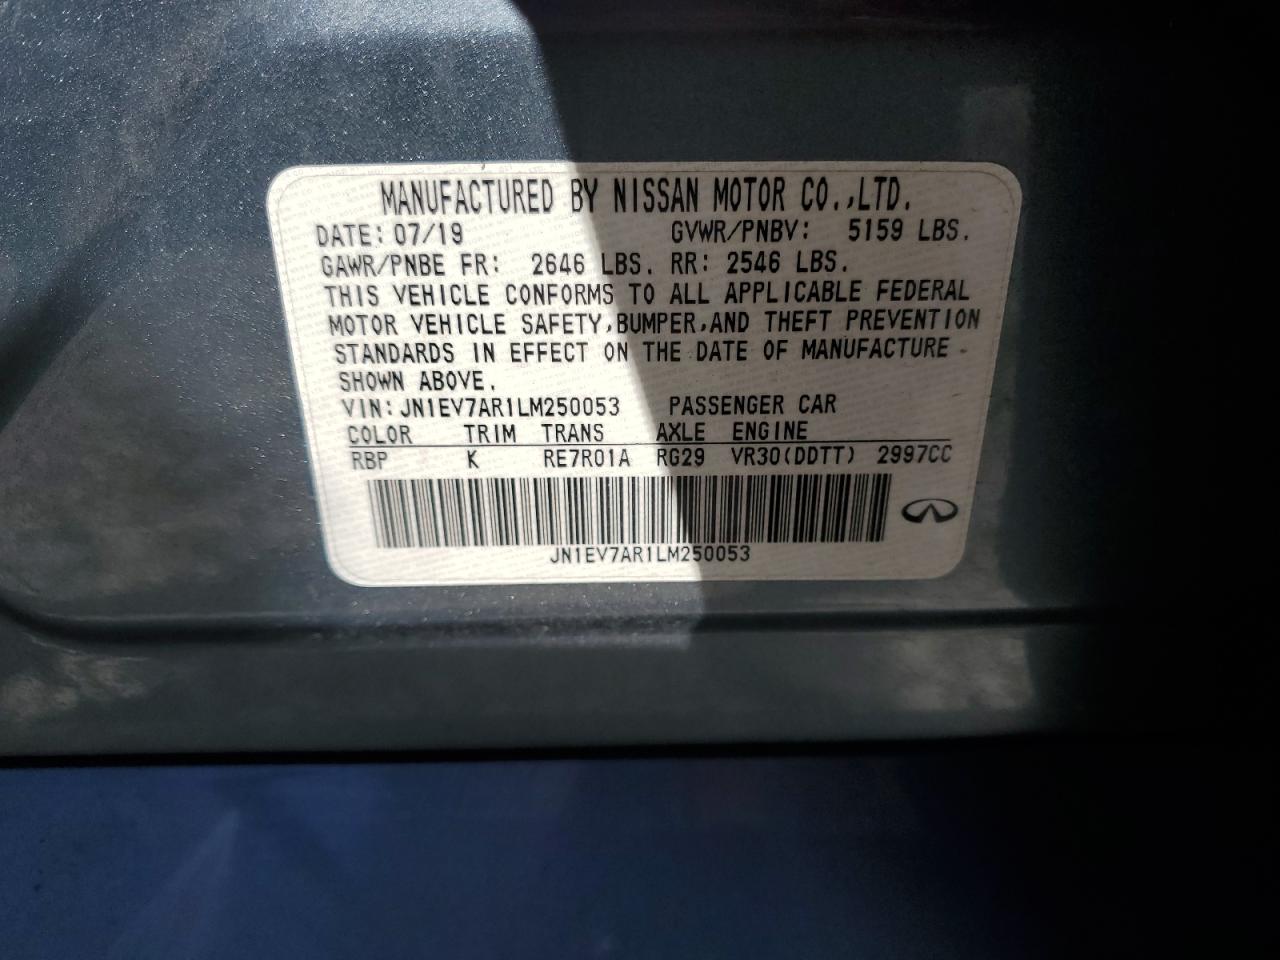 MANUFACTURED BY NISSAN MOTOR CO.,LTD.
DATE: 07/19 GVWR/PNBV: 5159 LBS.
GAWR/PNBE FR: 2646 LBS. RR: 2546 LBS.
THIS VEHICLE CONFORMS TO ALL APPLICABLE FEDERAL
MOTOR VEHICLE SAFETY,BUMPER,AND THEFT PREVENTION
STANDARDS IN EFFECT ON THE DATE OF MANUFACTURE
SHOWN ABOVE.
VIN:JN1EV7AR1LM250053 PASSENGER CAR
COLOR TRIM TRANS AXLE ENGINE
RBP K RE7R01A RG29 VR30(DDTT) 2997CC
JN1EV7AR1LM250053